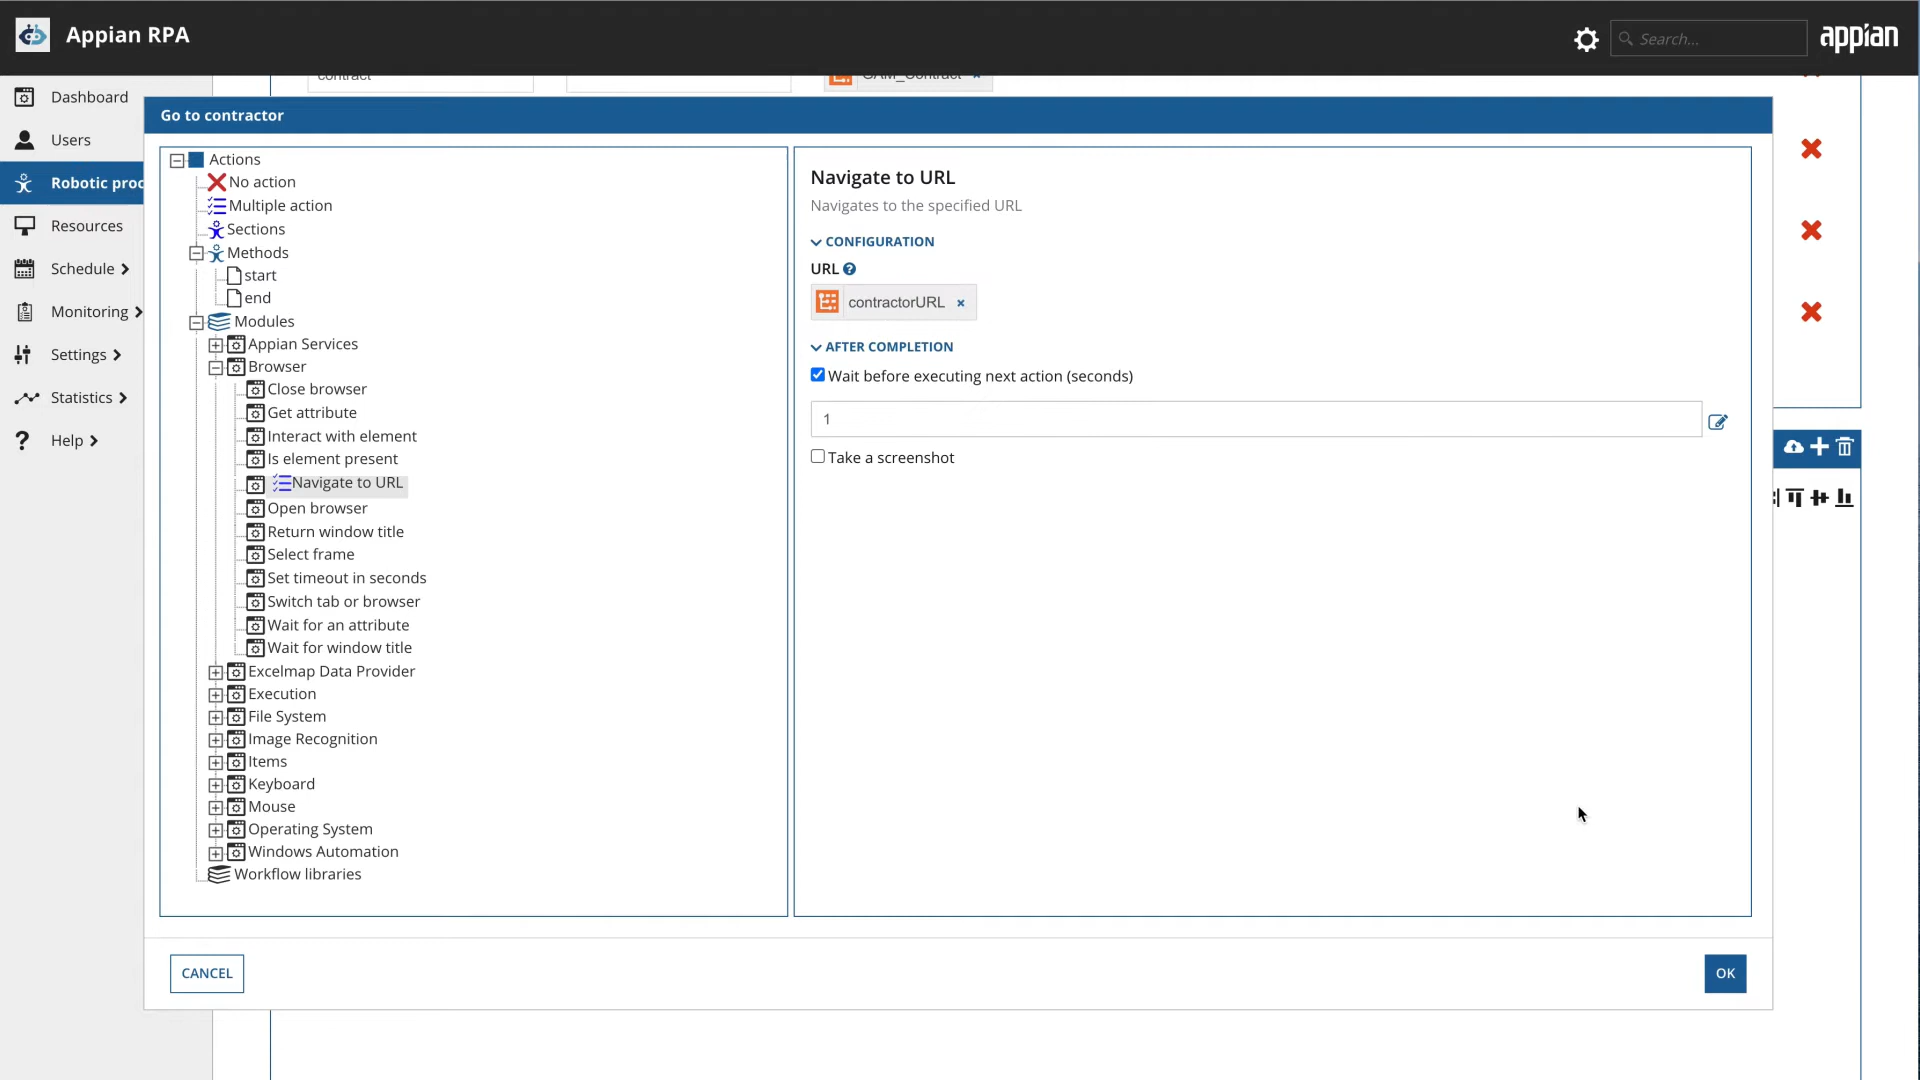 Appian RPA
Search...
appian
contract
GAM_Contract
Dashboard
Users
Robotic proc
Resources
Schedule
Monitoring
Settings
Statistics
Help
Go to contractor
Actions
No action
Multiple action
Sections
Methods
start
end
Modules
Appian Services
Browser
Close browser
Get attribute
Interact with element
Is element present
Navigate to URL
Open browser
Return window title
Select frame
Set timeout in seconds
Switch tab or browser
Wait for an attribute
Wait for window title
Excelmap Data Provider
Execution
File System
Image Recognition
Items
Keyboard
Mouse
Operating System
Windows Automation
Workflow libraries
Navigate to URL
Navigates to the specified URL
CONFIGURATION
URL
contractorURL
AFTER COMPLETION
Wait before executing next action (seconds)
1
Take a screenshot
CANCEL
OK